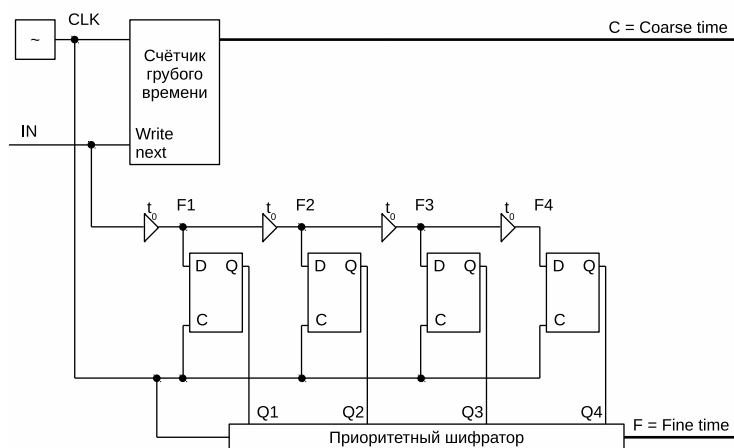 CLK
C = Coarse time
~
Счётчик
грубого
времени
IN
Write
next
t0 F1 t0 F2 t0 F3 t0 F4
D Q D Q D Q D Q
C C C C
Q1 Q2 Q3 Q4
F = Fine time
Приоритетный шифратор